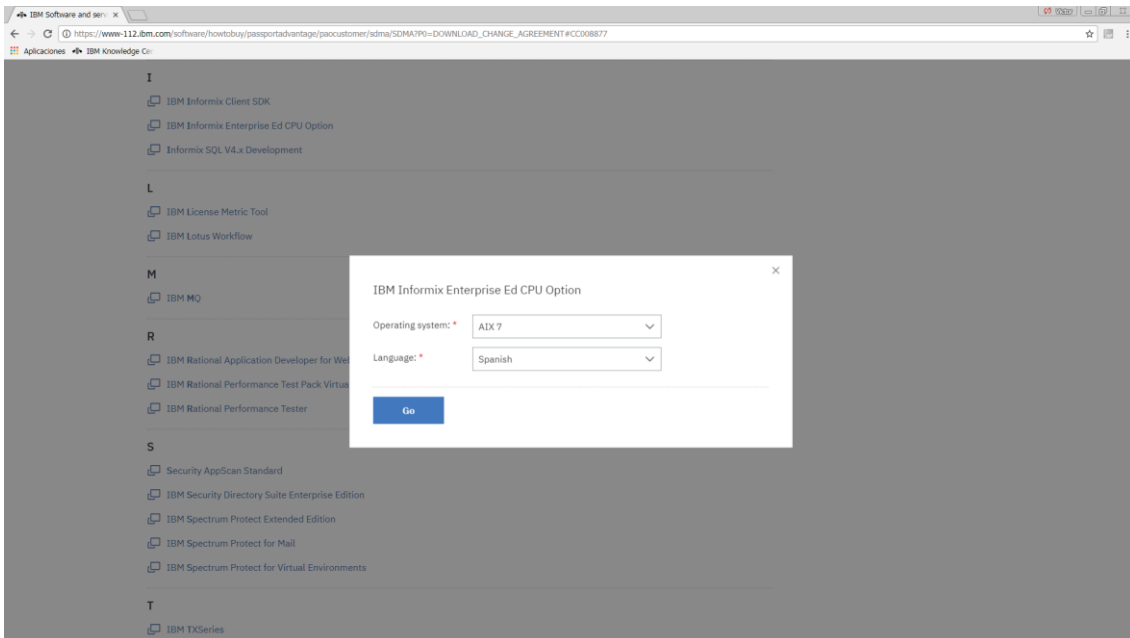 IBM Software and serv
https://www-112.ibm.com/software/howtobuy/passportadvantage/paocustomer/sdma/SDMA?P0=DOWNLOAD_CHANGE_AGREEMENT#CC008877
Aplicaciones IBM Knowledge Cen
I
IBM Informix Client SDK
IBM Informix Enterprise Ed CPU Option
Informix SQL V4.x Development
L
IBM License Metric Tool
IBM Lotus Workflow
M
IBM MQ
R
IBM Rational Application Developer for Web
IBM Rational Performance Test Pack Virtua
IBM Rational Performance Tester
S
Security AppScan Standard
IBM Security Directory Suite Enterprise Edition
IBM Spectrum Protect Extended Edition
IBM Spectrum Protect for Mail
IBM Spectrum Protect for Virtual Environments
T
IBM TXSeries
IBM Informix Enterprise Ed CPU Option
Operating system: * AIX 7
Language: * Spanish
Go